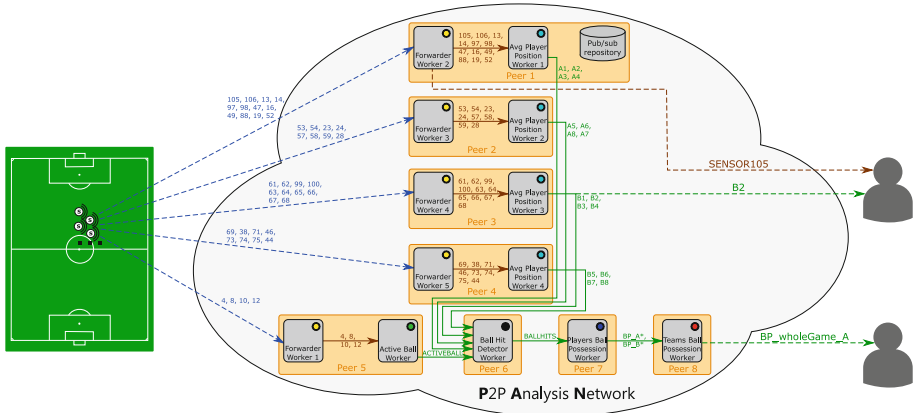 105, 106, 13, 14,
97, 98, 47, 16,
49, 88, 19, 52
53, 54, 23, 24,
57, 58, 59, 28
61, 62, 99, 100,
63, 64, 65, 66,
67, 68
69, 38, 71, 46,
73, 74, 75, 44
4, 8, 10, 12
S
S
S
S
Forwarder
Worker 2
105, 106, 13,
14, 97, 98,
47, 16, 49,
88, 19, 52
Avg Player
Position
Worker 1
Pub/sub
repository
Peer 1
A1, A2,
A3, A4
Forwarder
Worker 3
53, 54, 23,
24, 57, 58,
59, 28
Avg Player
Position
Worker 2
Peer 2
A5, A6,
A8, A7
SENSOR105
Forwarder
Worker 4
61, 62, 99,
100, 63, 64,
65, 66, 67,
68
Avg Player
Position
Worker 3
Peer 3
B1, B2,
B3, B4
B2
Forwarder
Worker 5
69, 38, 71,
46, 73, 74,
75, 44
Avg Player
Position
Worker 4
Peer 4
B5, B6,
B7, B8
Forwarder
Worker 1
4, 8,
10, 12
Active Ball
Worker
Peer 5
ACTIVEBALL
Ball Hit
Detector
Worker
Peer 6
BALLHITS
Players Ball
Possession
Worker
Peer 7
BP_A*,
BP_B*
Teams Ball
Possession
Worker
Peer 8
BP_wholeGame_A
P2P Analysis Network